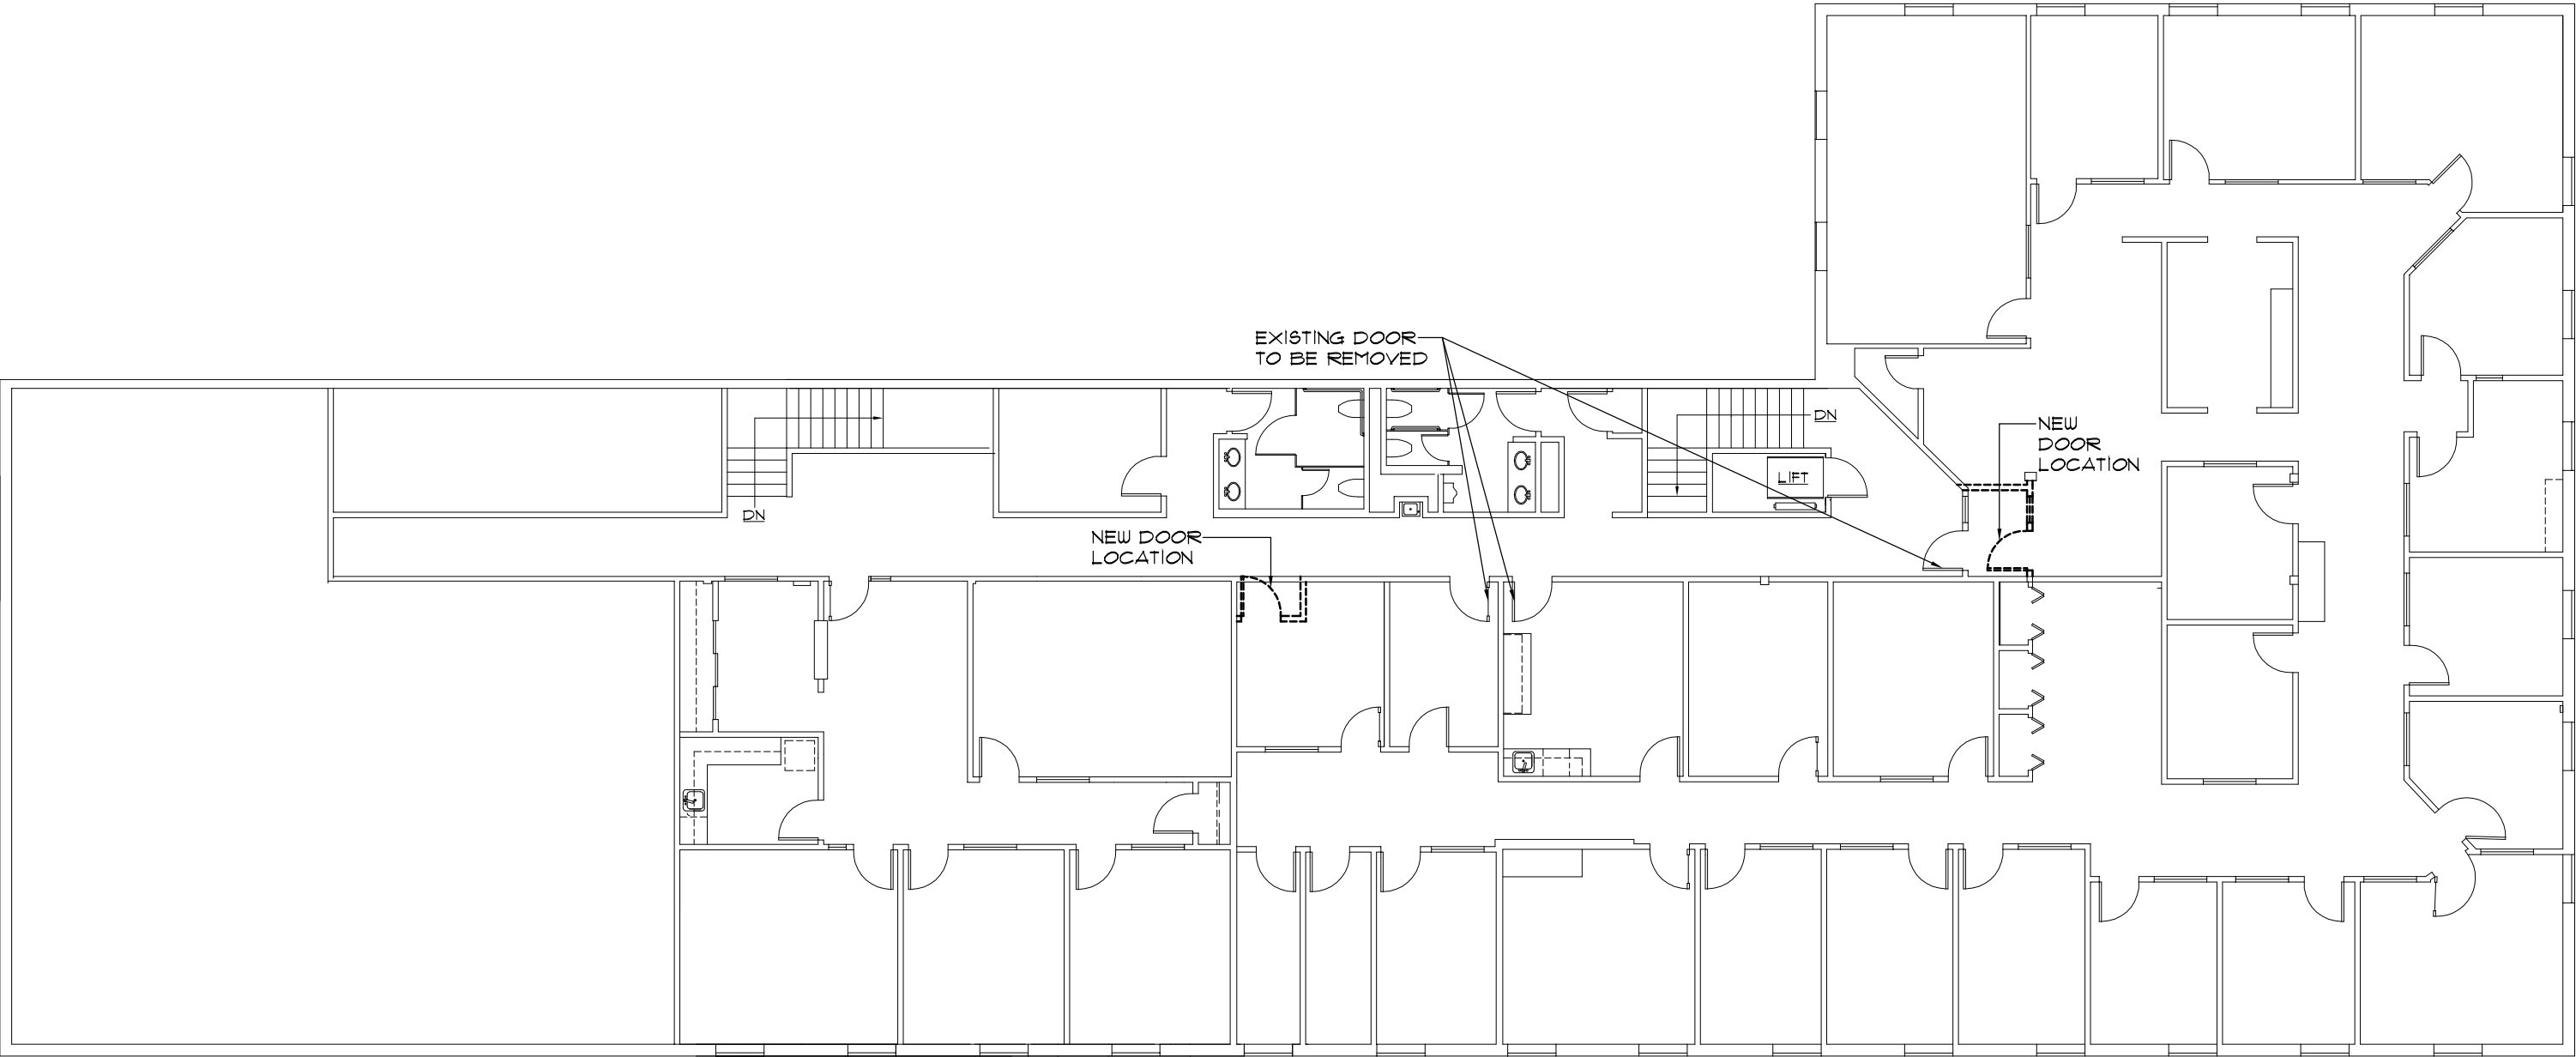 EXISTING DOOR
TO BE REMOVED
DN
NEW
DOOR
LOCATION
LIFT
DN
NEW DOOR
LOCATION